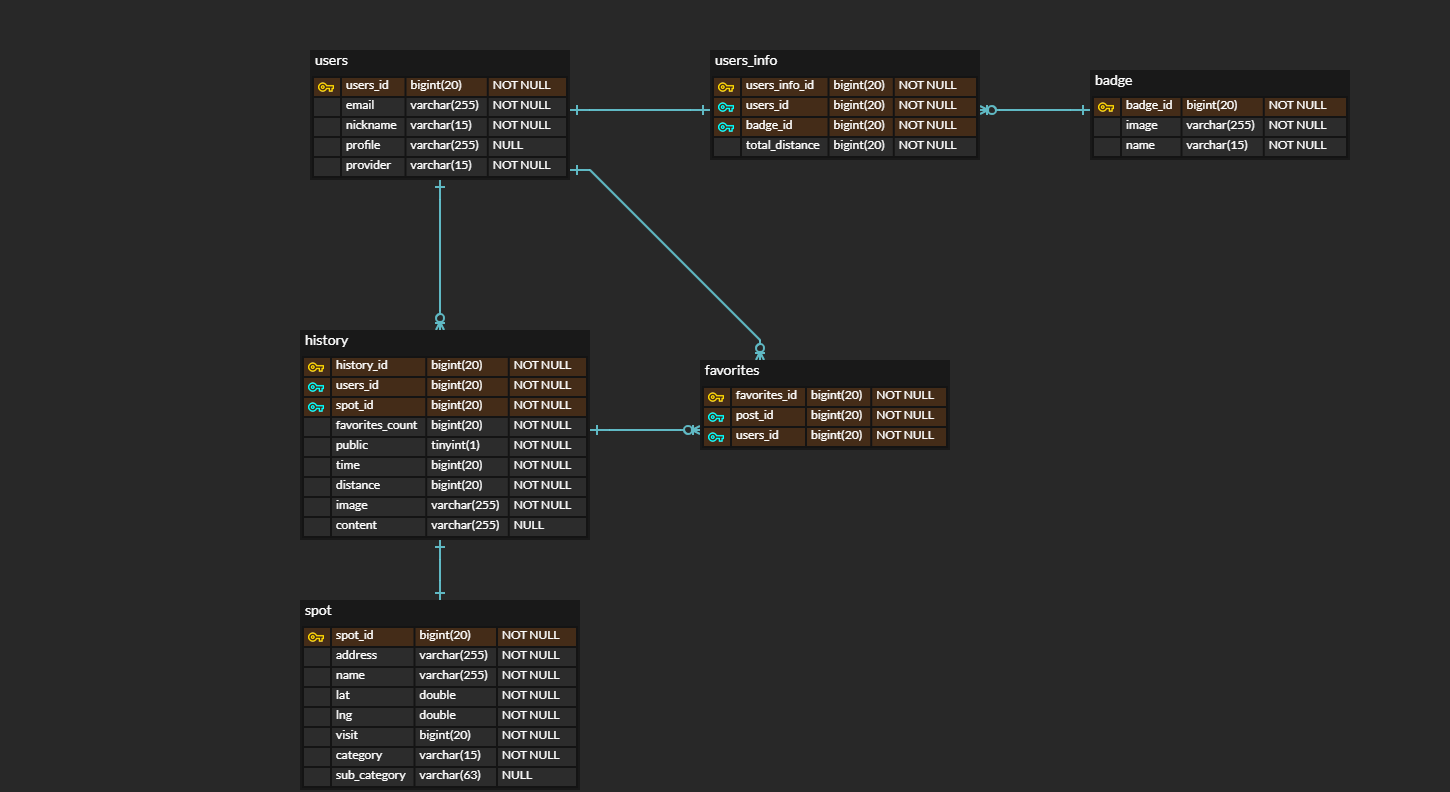 users
users_id bigint(20) NOT NULL
email varchar(255) NOT NULL
nickname varchar(15) NOT NULL
profile varchar(255) NULL
provider varchar(15) NOT NULL
users_info
users_info_id bigint(20) NOT NULL
users_id bigint(20) NOT NULL
badge_id bigint(20) NOT NULL
total_distance bigint(20) NOT NULL
badge
badge_id bigint(20) NOT NULL
image varchar(255) NOT NULL
name varchar(15) NOT NULL
history
history_id bigint(20) NOT NULL
users_id bigint(20) NOT NULL
spot_id bigint(20) NOT NULL
favorites_count bigint(20) NOT NULL
public tinyint(1) NOT NULL
time bigint(20) NOT NULL
distance bigint(20) NOT NULL
image varchar(255) NOT NULL
content varchar(255) NULL
favorites
favorites_id bigint(20) NOT NULL
post_id bigint(20) NOT NULL
users_id bigint(20) NOT NULL
spot
spot_id bigint(20) NOT NULL
address varchar(255) NOT NULL
name varchar(255) NOT NULL
lat double NOT NULL
lng double NOT NULL
visit bigint(20) NOT NULL
category varchar(15) NOT NULL
sub_category varchar(63) NULL